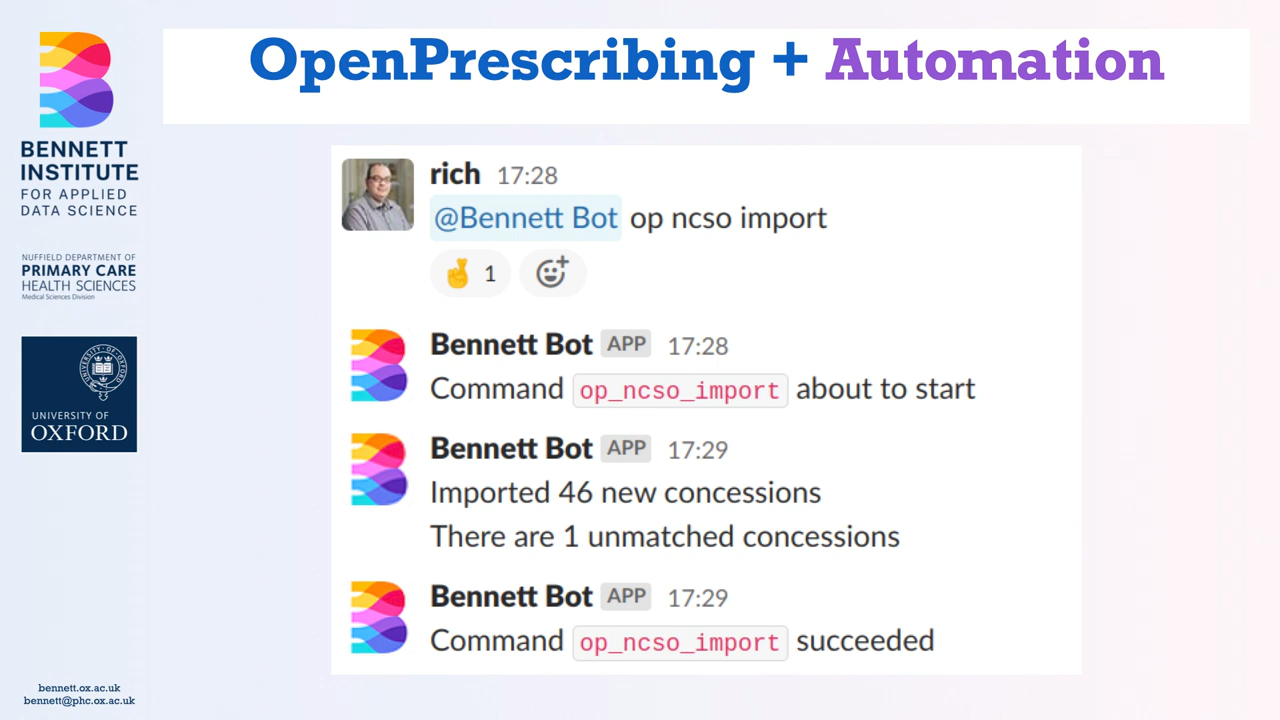 OpenPrescribing + Automation
BENNETT
INSTITUTE
FOR APPLIED
DATA SCIENCE
NUFFIELD DEPARTMENT OF
PRIMARY CARE
HEALTH SCIENCES
Medical Sciences Division
UNIVERSITY OF OXFORD
UNIVERSITY OF
OXFORD
rich 17:28
@Bennett Bot op ncso import
1
Bennett Bot APP 17:28
Command op_ncso_import about to start
Bennett Bot APP 17:29
Imported 46 new concessions
There are 1 unmatched concessions
Bennett Bot APP 17:29
Command op_ncso_import succeeded
bennett.ox.ac.uk
bennett@phc.ox.ac.uk